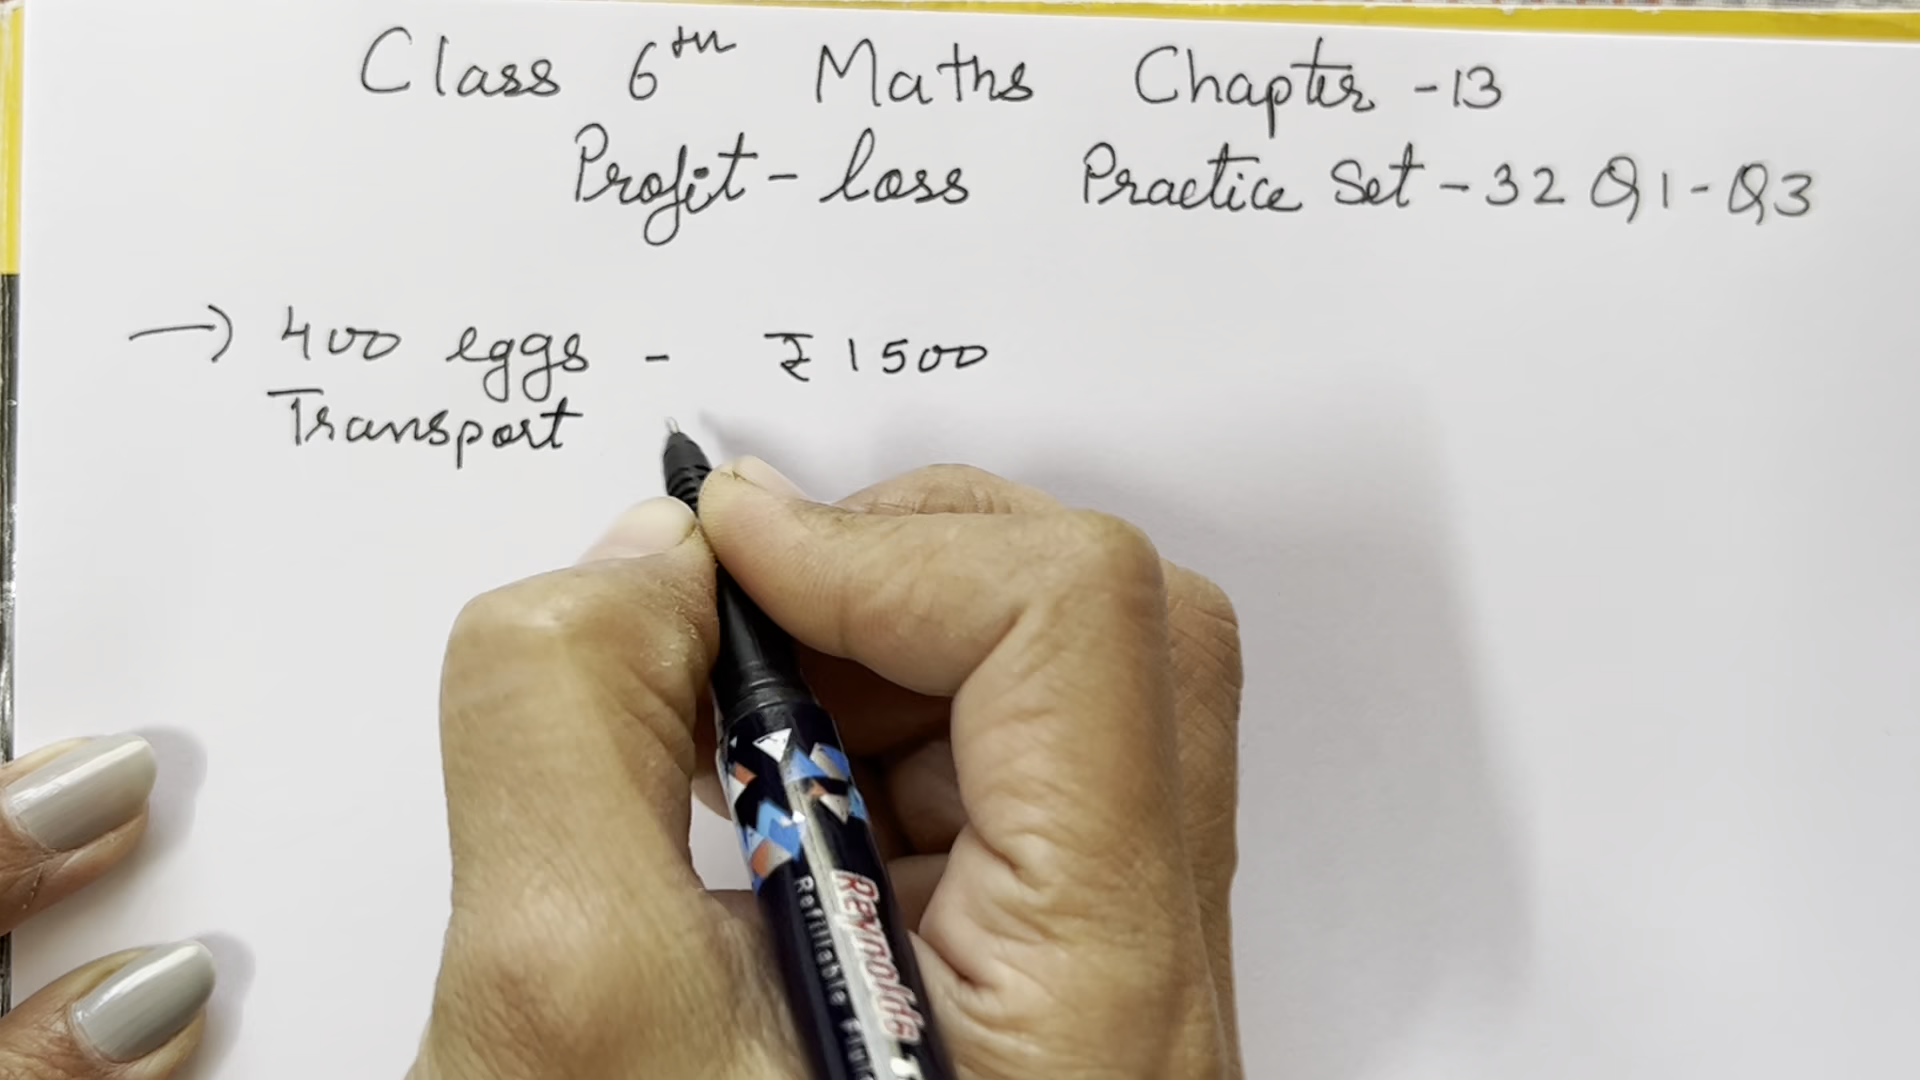 Class 6th Maths Chapter - 13
Profit - loss Practice Set - 32 Q1 - Q3
→ 400 eggs - ₹1500
Transport
Reynolds
Refillable